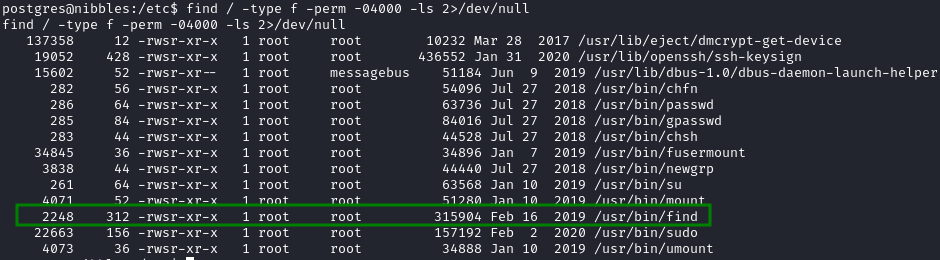 postgres@nibbles:/etc$ find / -type f -perm -04000 -ls 2>/dev/null
find / -type f -perm -04000 -ls 2>/dev/null
137358 12 -rwsr-xr-x 1 root root 10232 Mar 28 2017 /usr/lib/eject/dmcrypt-get-device
19052 428 -rwsr-xr-x 1 root root 436552 Jan 31 2020 /usr/lib/openssh/ssh-keysign
15602 52 -rwsr-xr-- 1 root messagebus 51184 Jun 9 2019 /usr/lib/dbus-1.0/dbus-daemon-launch-helper
282 56 -rwsr-xr-x 1 root root 54096 Jul 27 2018 /usr/bin/chfn
286 64 -rwsr-xr-x 1 root root 63736 Jul 27 2018 /usr/bin/passwd
285 84 -rwsr-xr-x 1 root root 84016 Jul 27 2018 /usr/bin/gpasswd
283 44 -rwsr-xr-x 1 root root 44528 Jul 27 2018 /usr/bin/chsh
34845 36 -rwsr-xr-x 1 root root 34896 Jan 7 2019 /usr/bin/fusermount
3838 44 -rwsr-xr-x 1 root root 44440 Jul 27 2018 /usr/bin/newgrp
261 64 -rwsr-xr-x 1 root root 63568 Jan 10 2019 /usr/bin/su
4071 52 -rwsr-xr-x 1 root root 51280 Jan 10 2019 /usr/bin/mount
2248 312 -rwsr-xr-x 1 root root 315904 Feb 16 2019 /usr/bin/find
22663 156 -rwsr-xr-x 1 root root 157192 Feb 2 2020 /usr/bin/sudo
4073 36 -rwsr-xr-x 1 root root 34888 Jan 10 2019 /usr/bin/umount